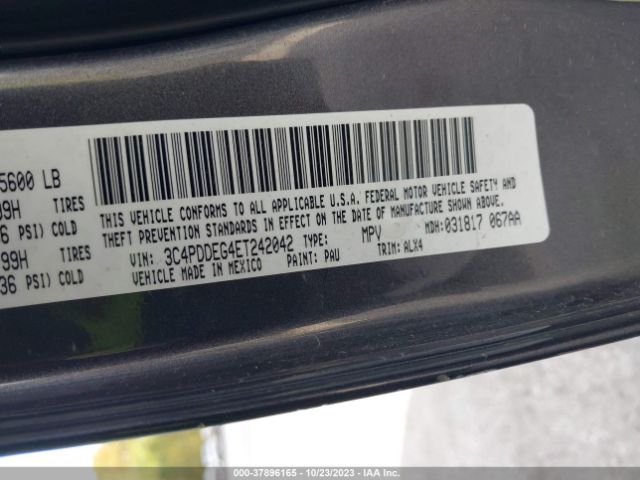 5600 LB
99H TIRES
6 PSI) COLD
99H TIRES
36 PSI) COLD
THIS VEHICLE CONFORMS TO ALL APPLICABLE U.S.A. FEDERAL MOTOR VEHICLE SAFETY AND
THEFT PREVENTION STANDARDS IN EFFECT ON THE DATE OF MANUFACTURE SHOWN ABOVE.
VIN: 3C4PDDEG4ET242042 TYPE: MPV MDH: 031817 067AA
VEHICLE MADE IN MEXICO PAINT: PAU TRIM: ALX4
000-37896165 - 10/23/2023 - IAA Inc.